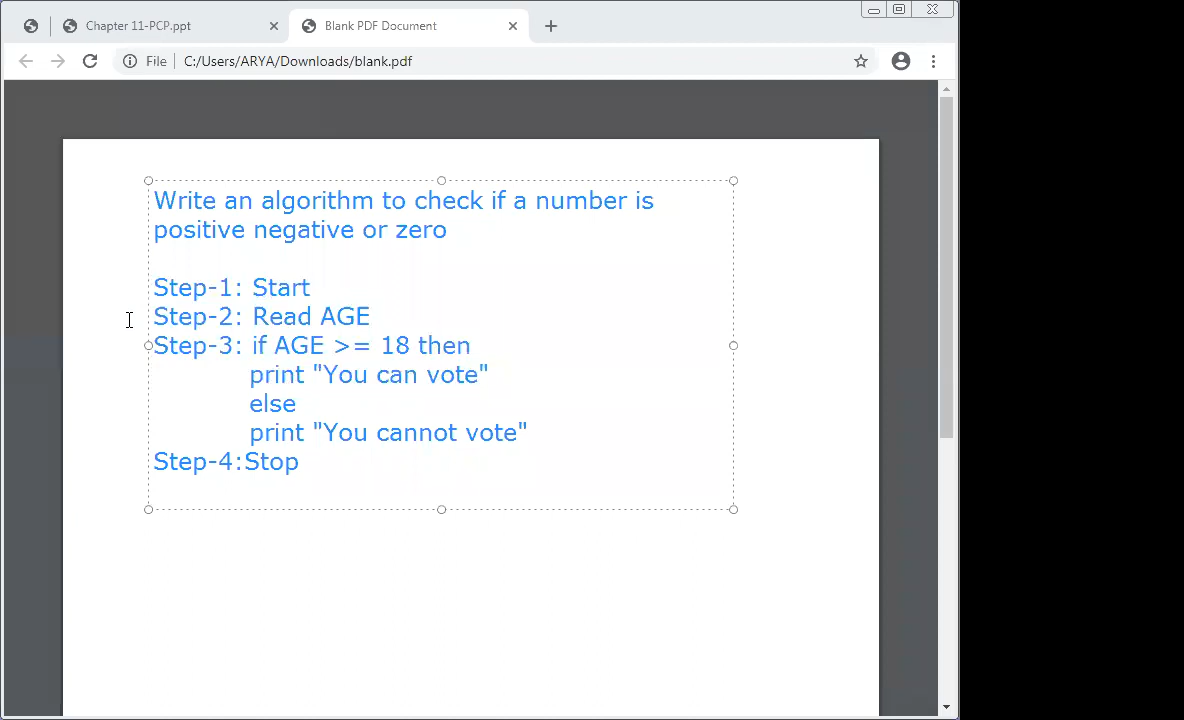 Chapter 11-PCP.ppt
Blank PDF Document
File
C:/Users/ARYA/Downloads/blank.pdf
Write an algorithm to check if a number is
positive negative or zero
Step-1: Start
Step-2: Read AGE
Step-3: if AGE >= 18 then
print "You can vote"
else
print "You cannot vote"
Step-4:Stop